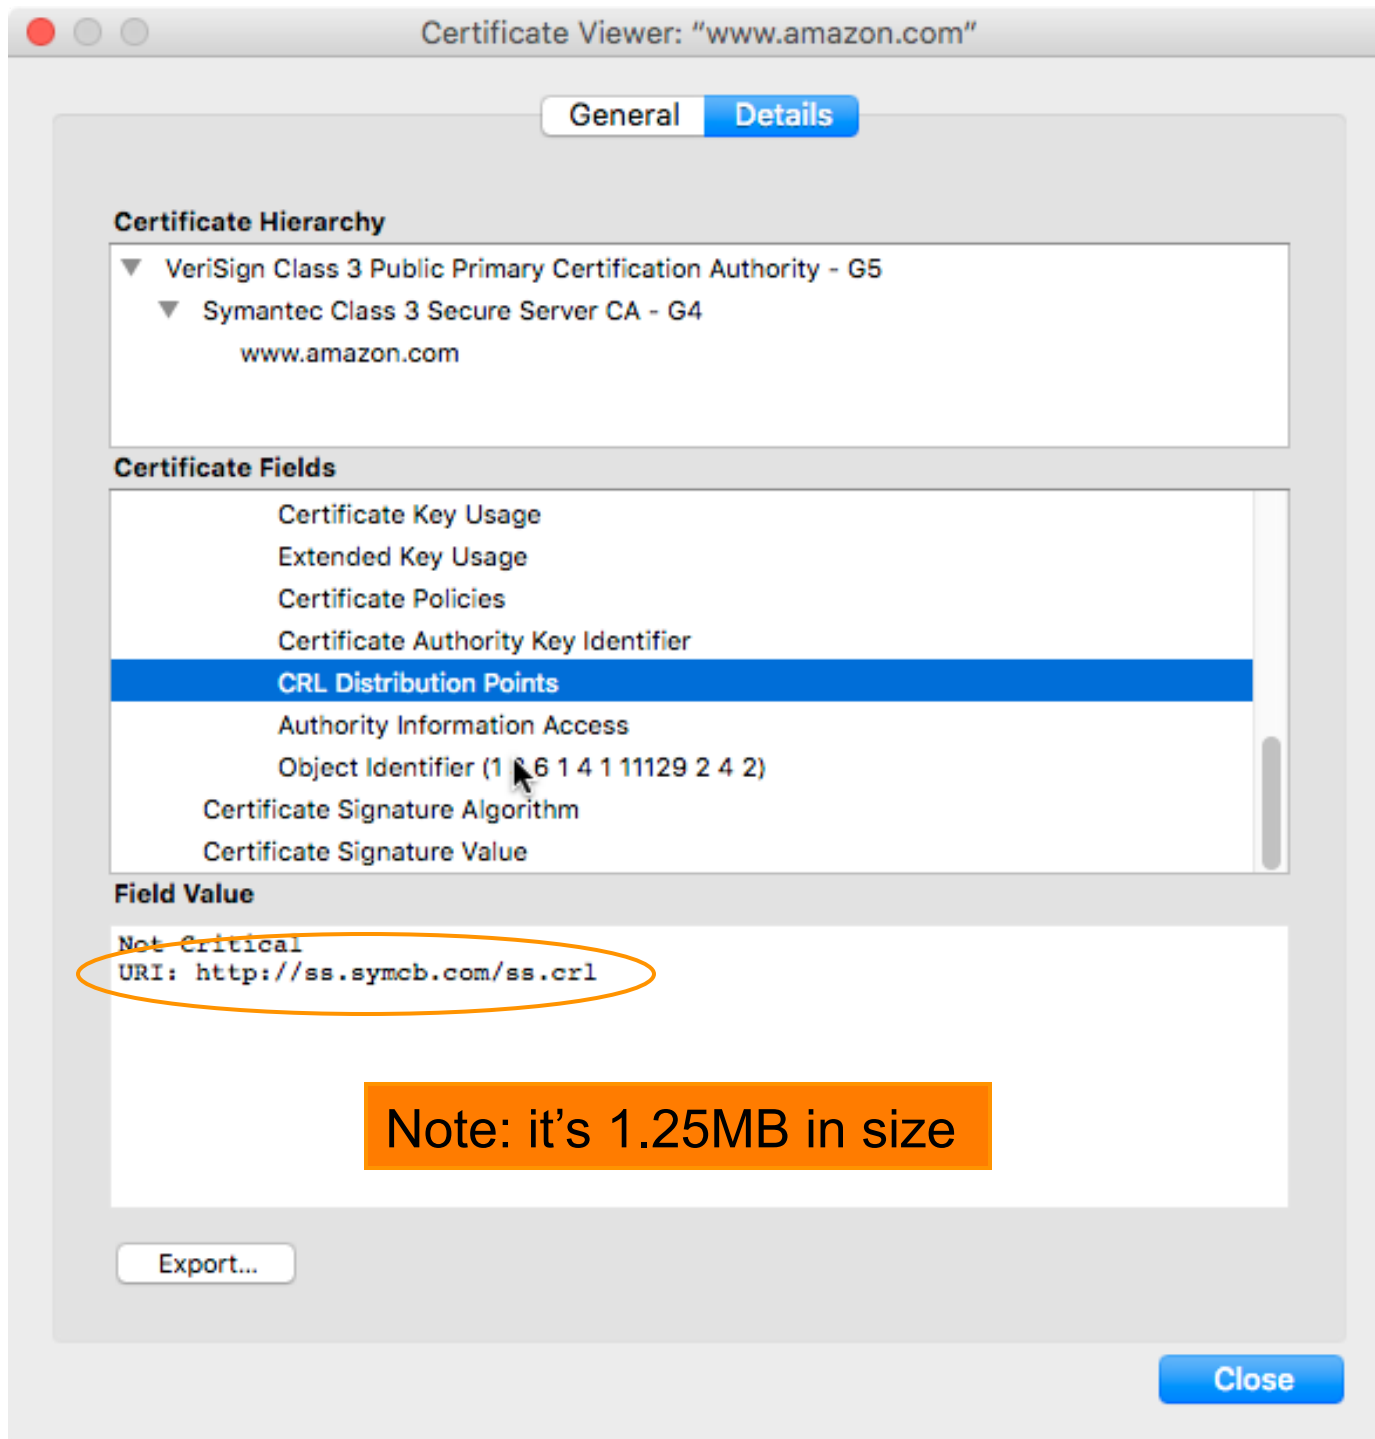 Certificate Viewer: “www.amazon.com”
General Details
Certificate Hierarchy
VeriSign Class 3 Public Primary Certification Authority - G5
Symantec Class 3 Secure Server CA - G4
www.amazon.com
Certificate Fields
Certificate Key Usage
Extended Key Usage
Certificate Policies
Certificate Authority Key Identifier
CRL Distribution Points
Authority Information Access
Object Identifier (1 6 1 4 1 11129 2 4 2)
Certificate Signature Algorithm
Certificate Signature Value
Field Value
Not Critical
URI: http://ss.symcb.com/ss.crl
Note: it’s 1.25MB in size
Export...
Close